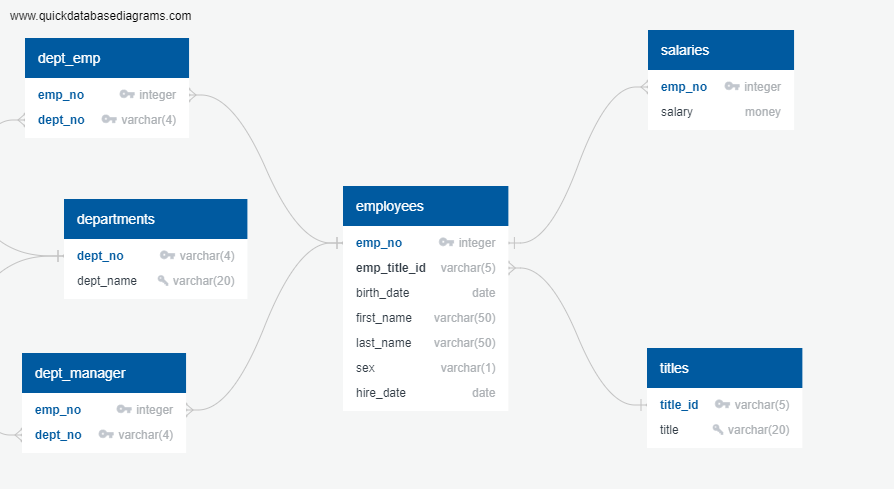 www.quickdatabasediagrams.com
dept_emp
emp_no integer
dept_no varchar(4)
departments
dept_no varchar(4)
dept_name varchar(20)
dept_manager
emp_no integer
dept_no varchar(4)
employees
emp_no integer
emp_title_id varchar(5)
birth_date date
first_name varchar(50)
last_name varchar(50)
sex varchar(1)
hire_date date
salaries
emp_no integer
salary money
titles
title_id varchar(5)
title varchar(20)